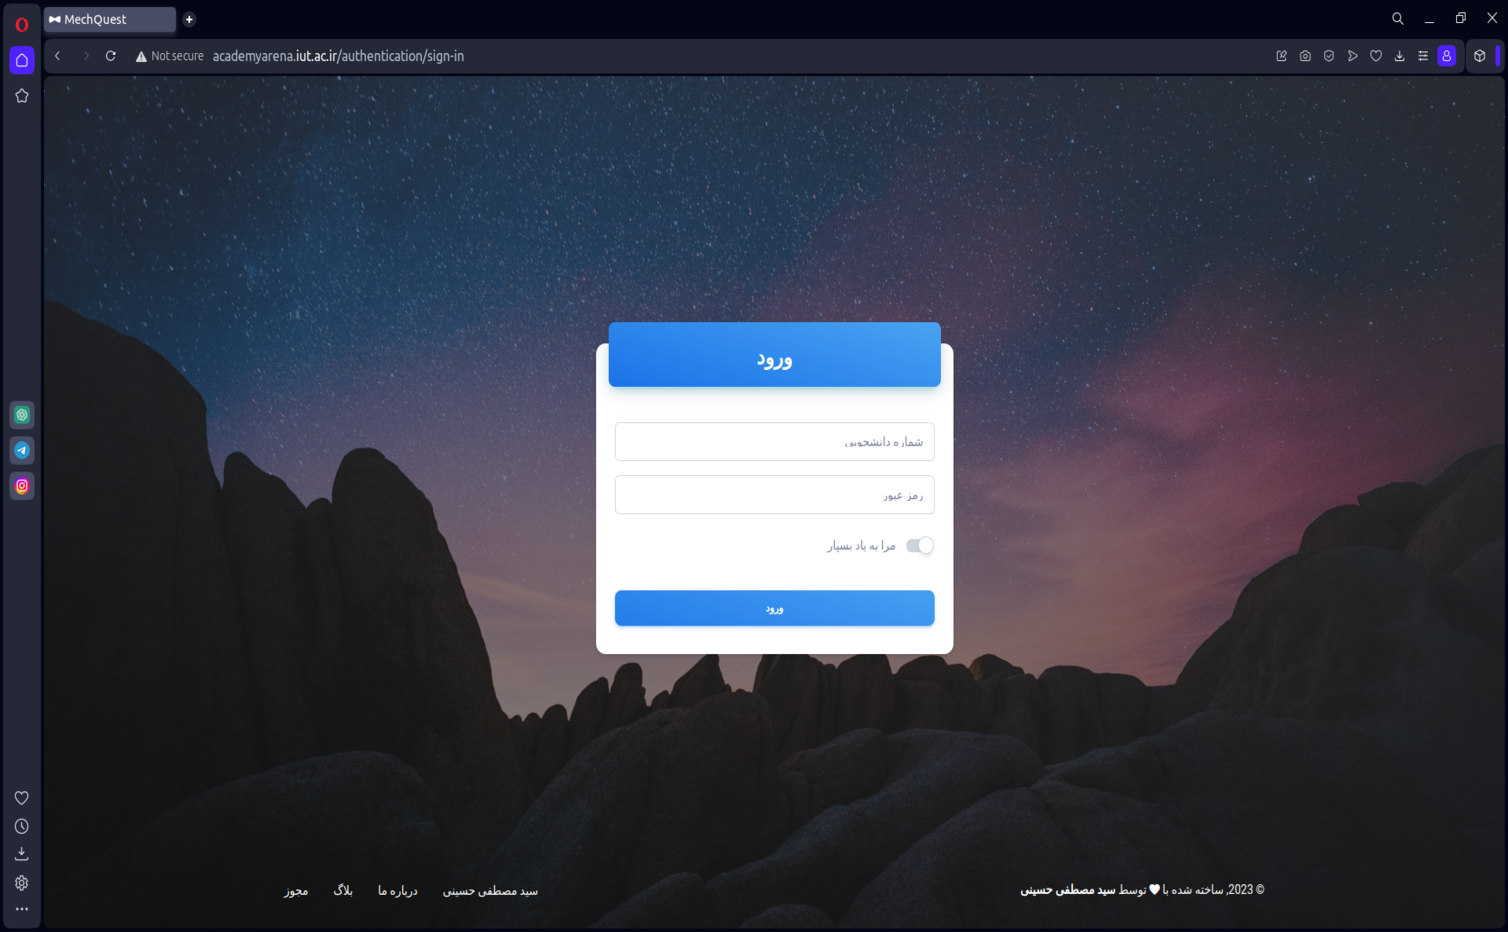 MechQuest
Not secure academyarena.iut.ac.ir/authentication/sign-in
ورود
شماره دانشجویی
رمز عبور
مرا به یاد بسپار
ورود
© 2023, ساخته شده با ♥ توسط سید مصطفی حسینی
سید مصطفی حسینی درباره ما بلاگ مجوز